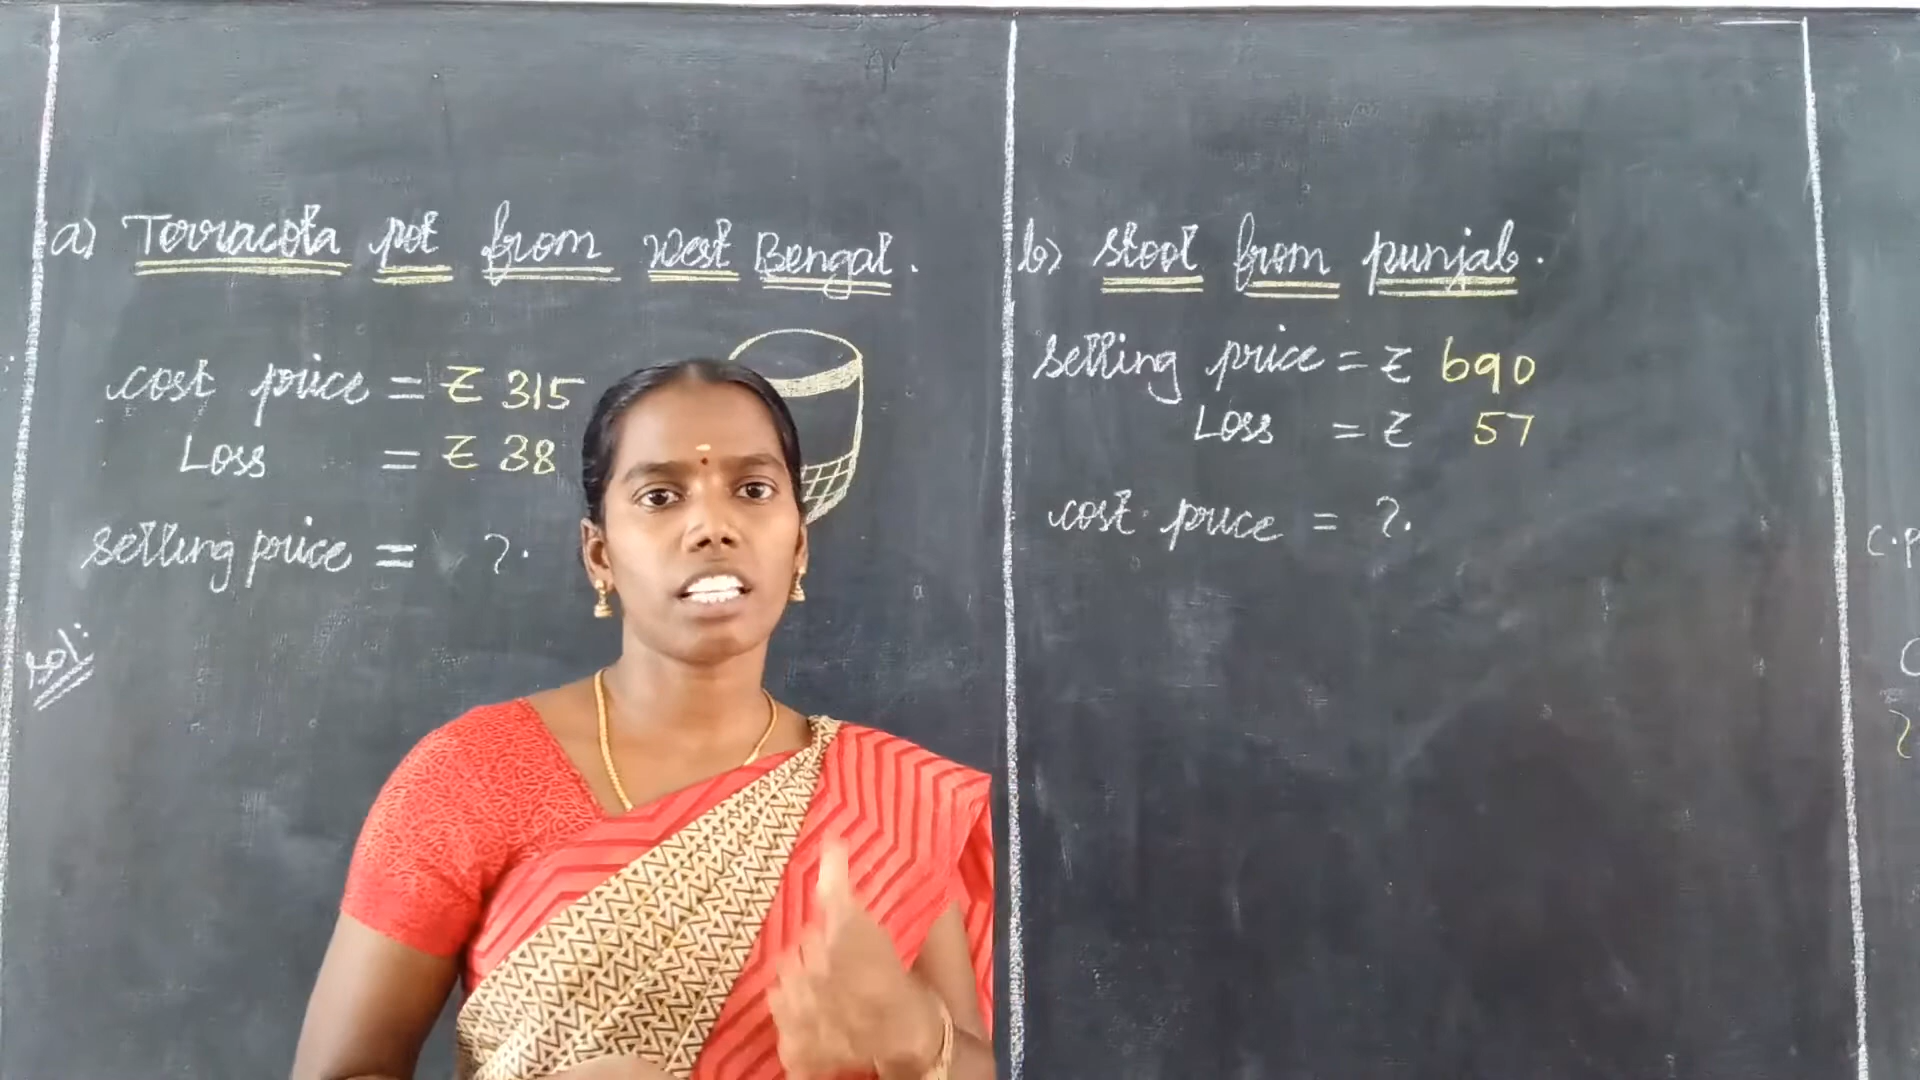 a) Terracota pot from West Bengal.
cost price = ₹ 315
Loss = ₹ 38
selling price = ?.
sol:
b) stool from punjab.
selling price = ₹ 690
Loss = ₹ 57
cost price = ?.
C.P